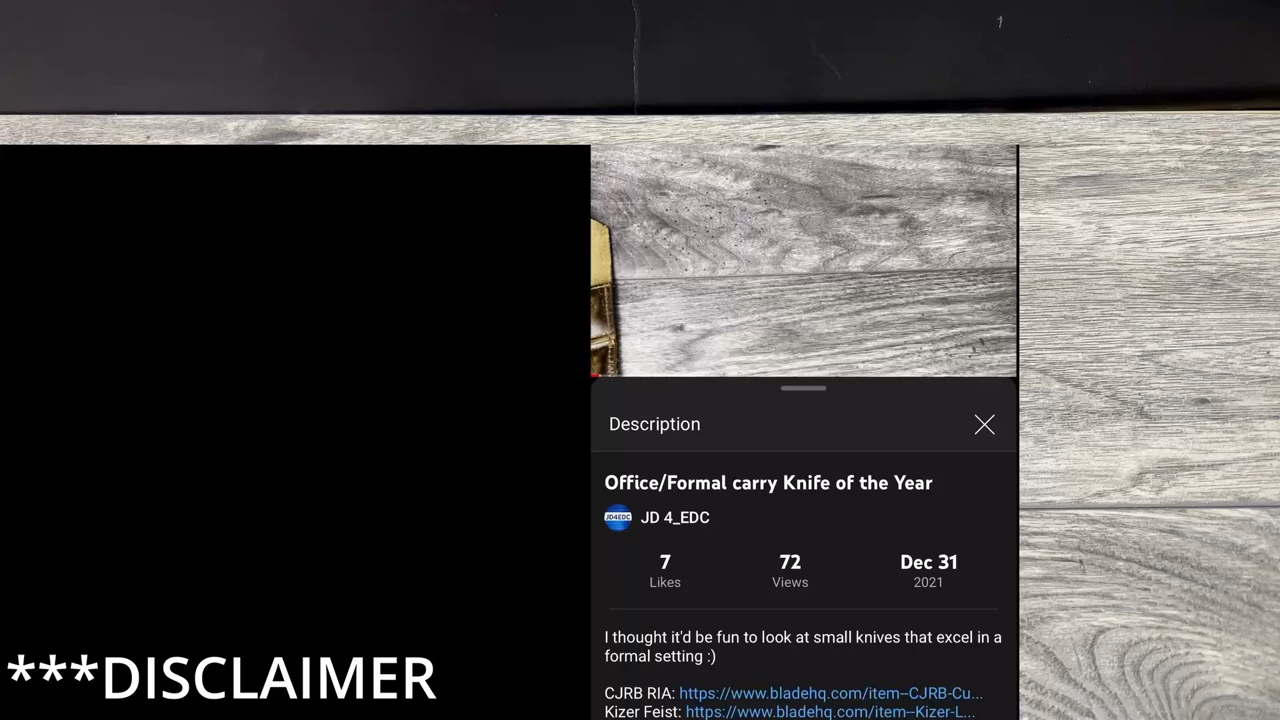 Description
Office/Formal carry Knife of the Year
JD4EDC
JD 4_EDC
7
72
Dec 31
Likes
Views
2021
I thought it'd be fun to look at small knives that excel in a
formal setting :)
CJRB RIA: https://www.bladehq.com/item--CJRB-Cu...
Kizer Feist: https://www.bladehq.com/item--Kizer-L...
***DISCLAIMER